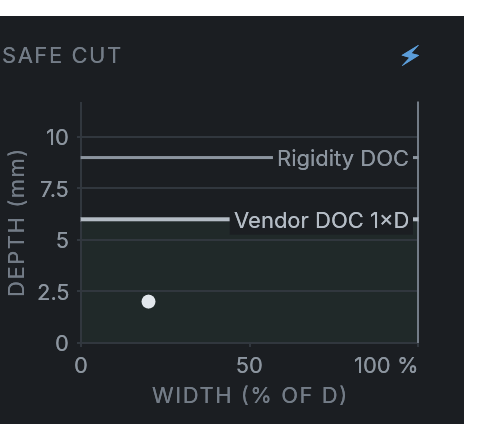 SAFE CUT
10
Rigidity DOC
7.5
Vendor DOC 1×D
5
2.5
0
DEPTH (mm)
0 50 100 %
WIDTH (% OF D)